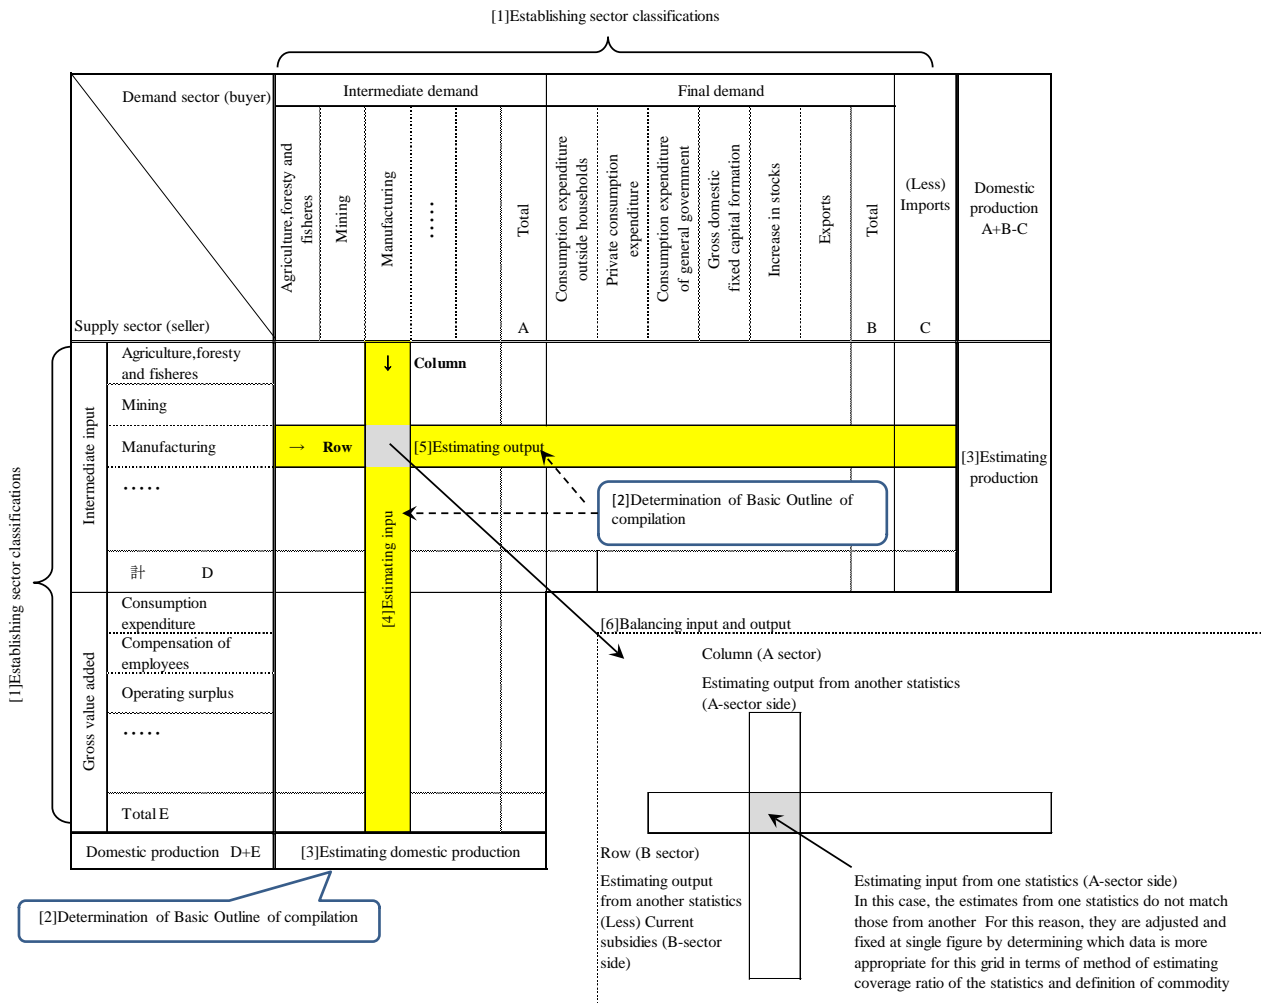 [1]Establishing sector classifications
Demand sector (buyer)
Supply sector (seller)
Intermediate demand
Final demand
Agriculture,foresty and
fisheres
Mining
Manufacturing
･････
Total
A
Consumption expenditure
outside households
Private consumption
expenditure
Consumption expenditure
of general government
Gross domestic
fixed capital formation
Increase in stocks
Exports
Total
B
(Less)
Imports
C
Domestic
production
A+B-C
[1]Establishing sector classifications
Intermediate input
Agriculture,foresty
and fisheres
Mining
Manufacturing
･････
計 D
↓ Column
→ Row
[5]Estimating output
[4]Estimating inpu
[3]Estimating
production
[2]Determination of Basic Outline of
compilation
Gross value added
Consumption
expenditure
Compensation of
employees
Operating surplus
･････
Total E
Domestic production D+E
[3]Estimating domestic production
[2]Determination of Basic Outline of compilation
[6]Balancing input and output
Column (A sector)
Estimating output from another statistics
(A-sector side)
Row (B sector)
Estimating output
from another statistics
(Less) Current
subsidies (B-sector
side)
Estimating input from one statistics (A-sector side)
In this case, the estimates from one statistics do not match
those from another For this reason, they are adjusted and
fixed at single figure by determining which data is more
appropriate for this grid in terms of method of estimating
coverage ratio of the statistics and definition of commodity